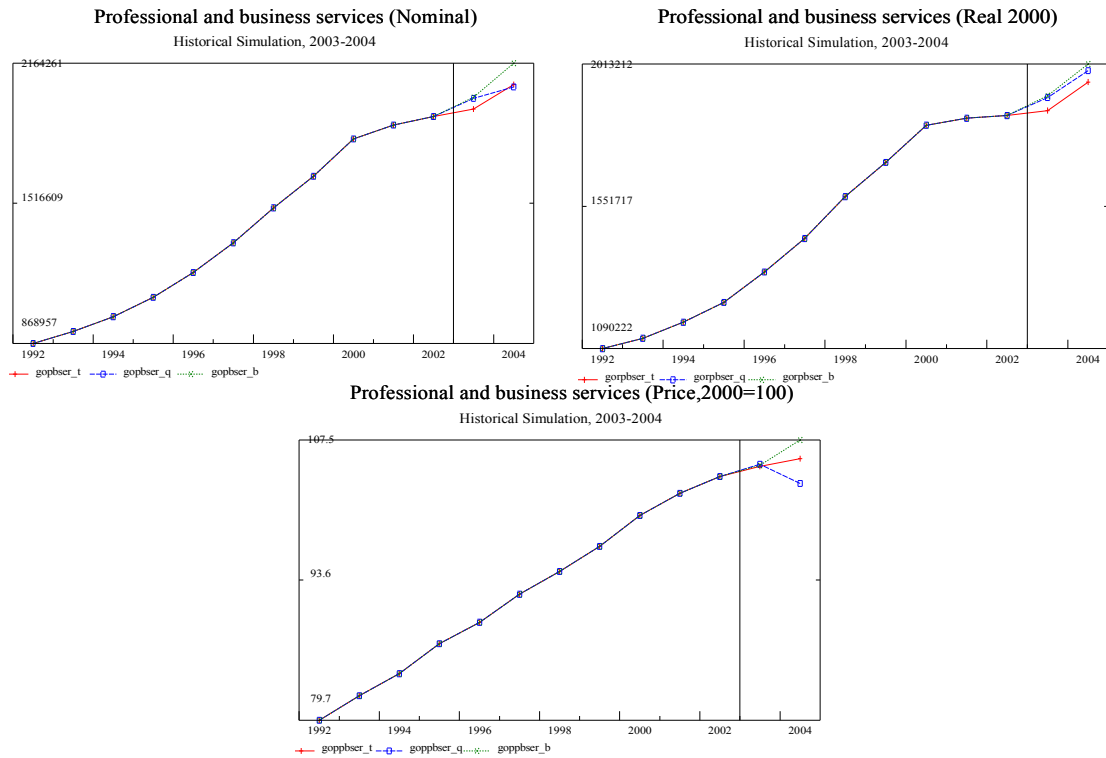 Professional and business services (Nominal)
Historical Simulation, 2003-2004
2164261
1516609
868957
1992 1994 1996 1998 2000 2002 2004
gopbser_t gopbser_q gopbser_b
Professional and business services (Real 2000)
Historical Simulation, 2003-2004
2013212
1551717
1090222
1992 1994 1996 1998 2000 2002 2004
gorpbser_t gorpbser_q gorpbser_b
Professional and business services (Price,2000=100)
Historical Simulation, 2003-2004
107.5
93.6
79.7
1992 1994 1996 1998 2000 2002 2004
goppbser_t goppbser_q goppbser_b